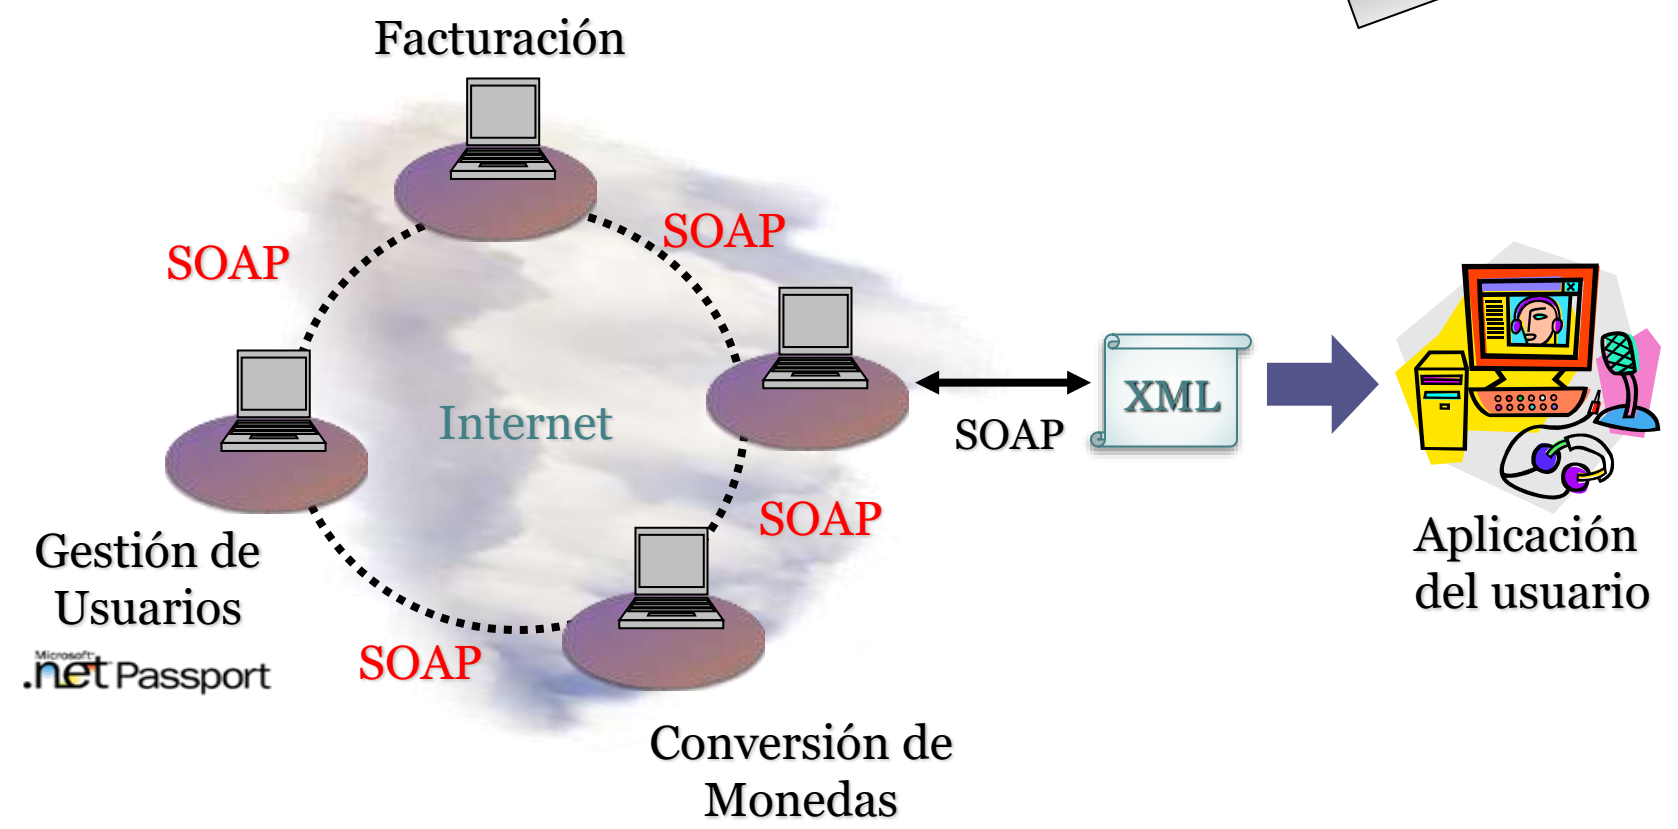 Facturación
SOAP
SOAP
Internet
XML
SOAP
SOAP
Gestión de
Usuarios
Microsoft
.net Passport
SOAP
Aplicación
del usuario
Conversión de
Monedas